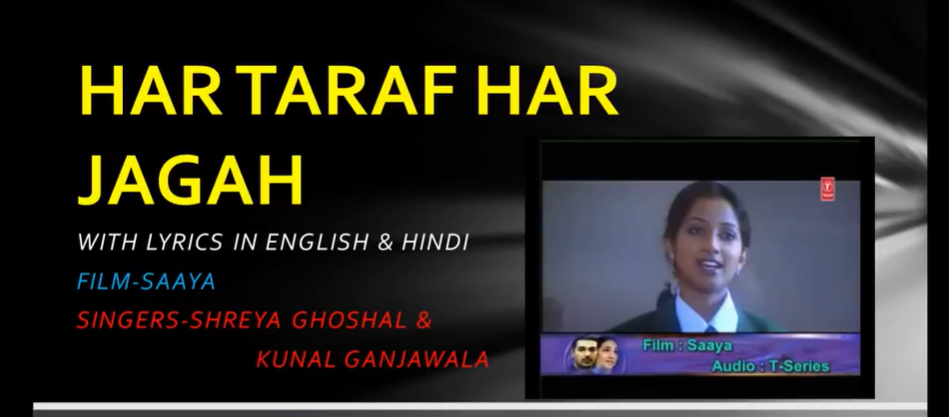 HAR TARAF HAR
JAGAH
WITH LYRICS IN ENGLISH & HINDI
FILM-SAAYA
SINGERS-SHREYA GHOSHAL &
KUNAL GANJAWALA
Film : Saaya
Audio : T-Series